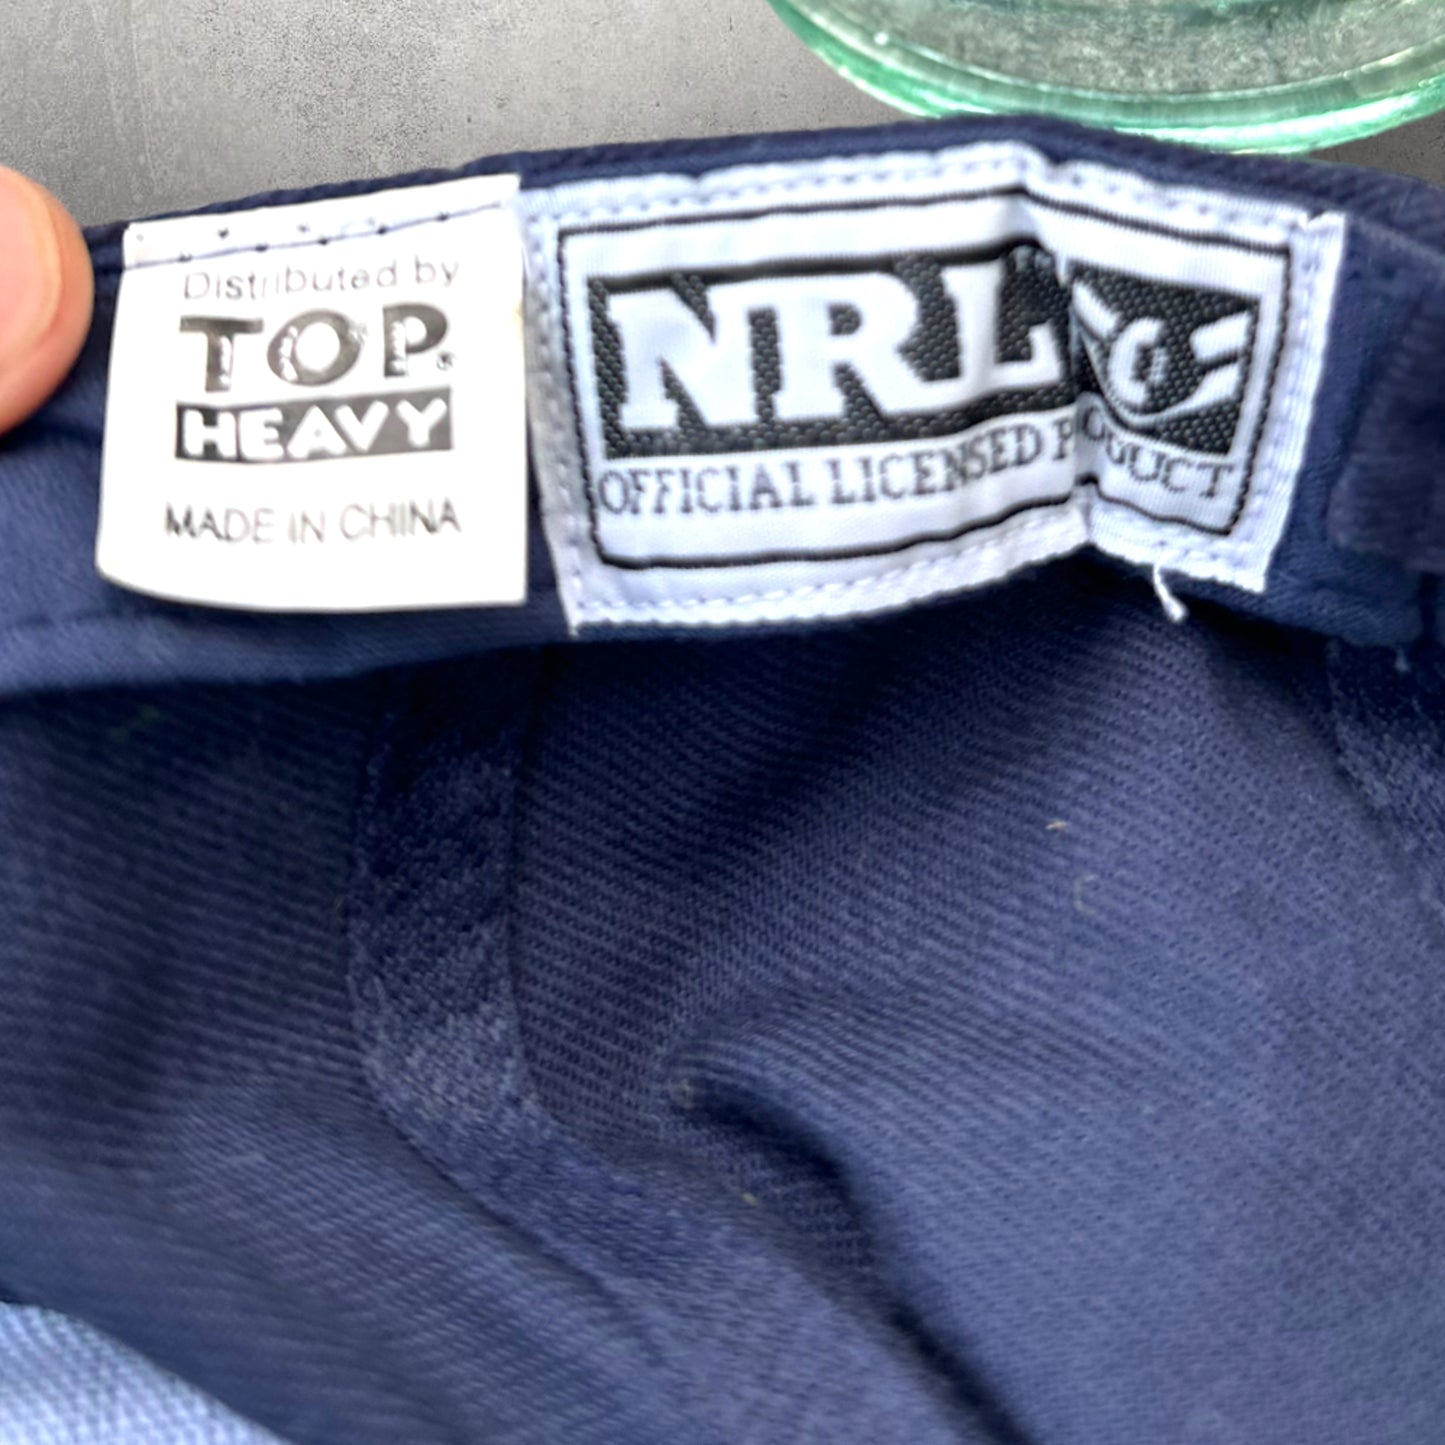 Distributed by
TOP
HEAVY
MADE IN CHINA
NRL
OFFICIAL LICENSED PRODUCT